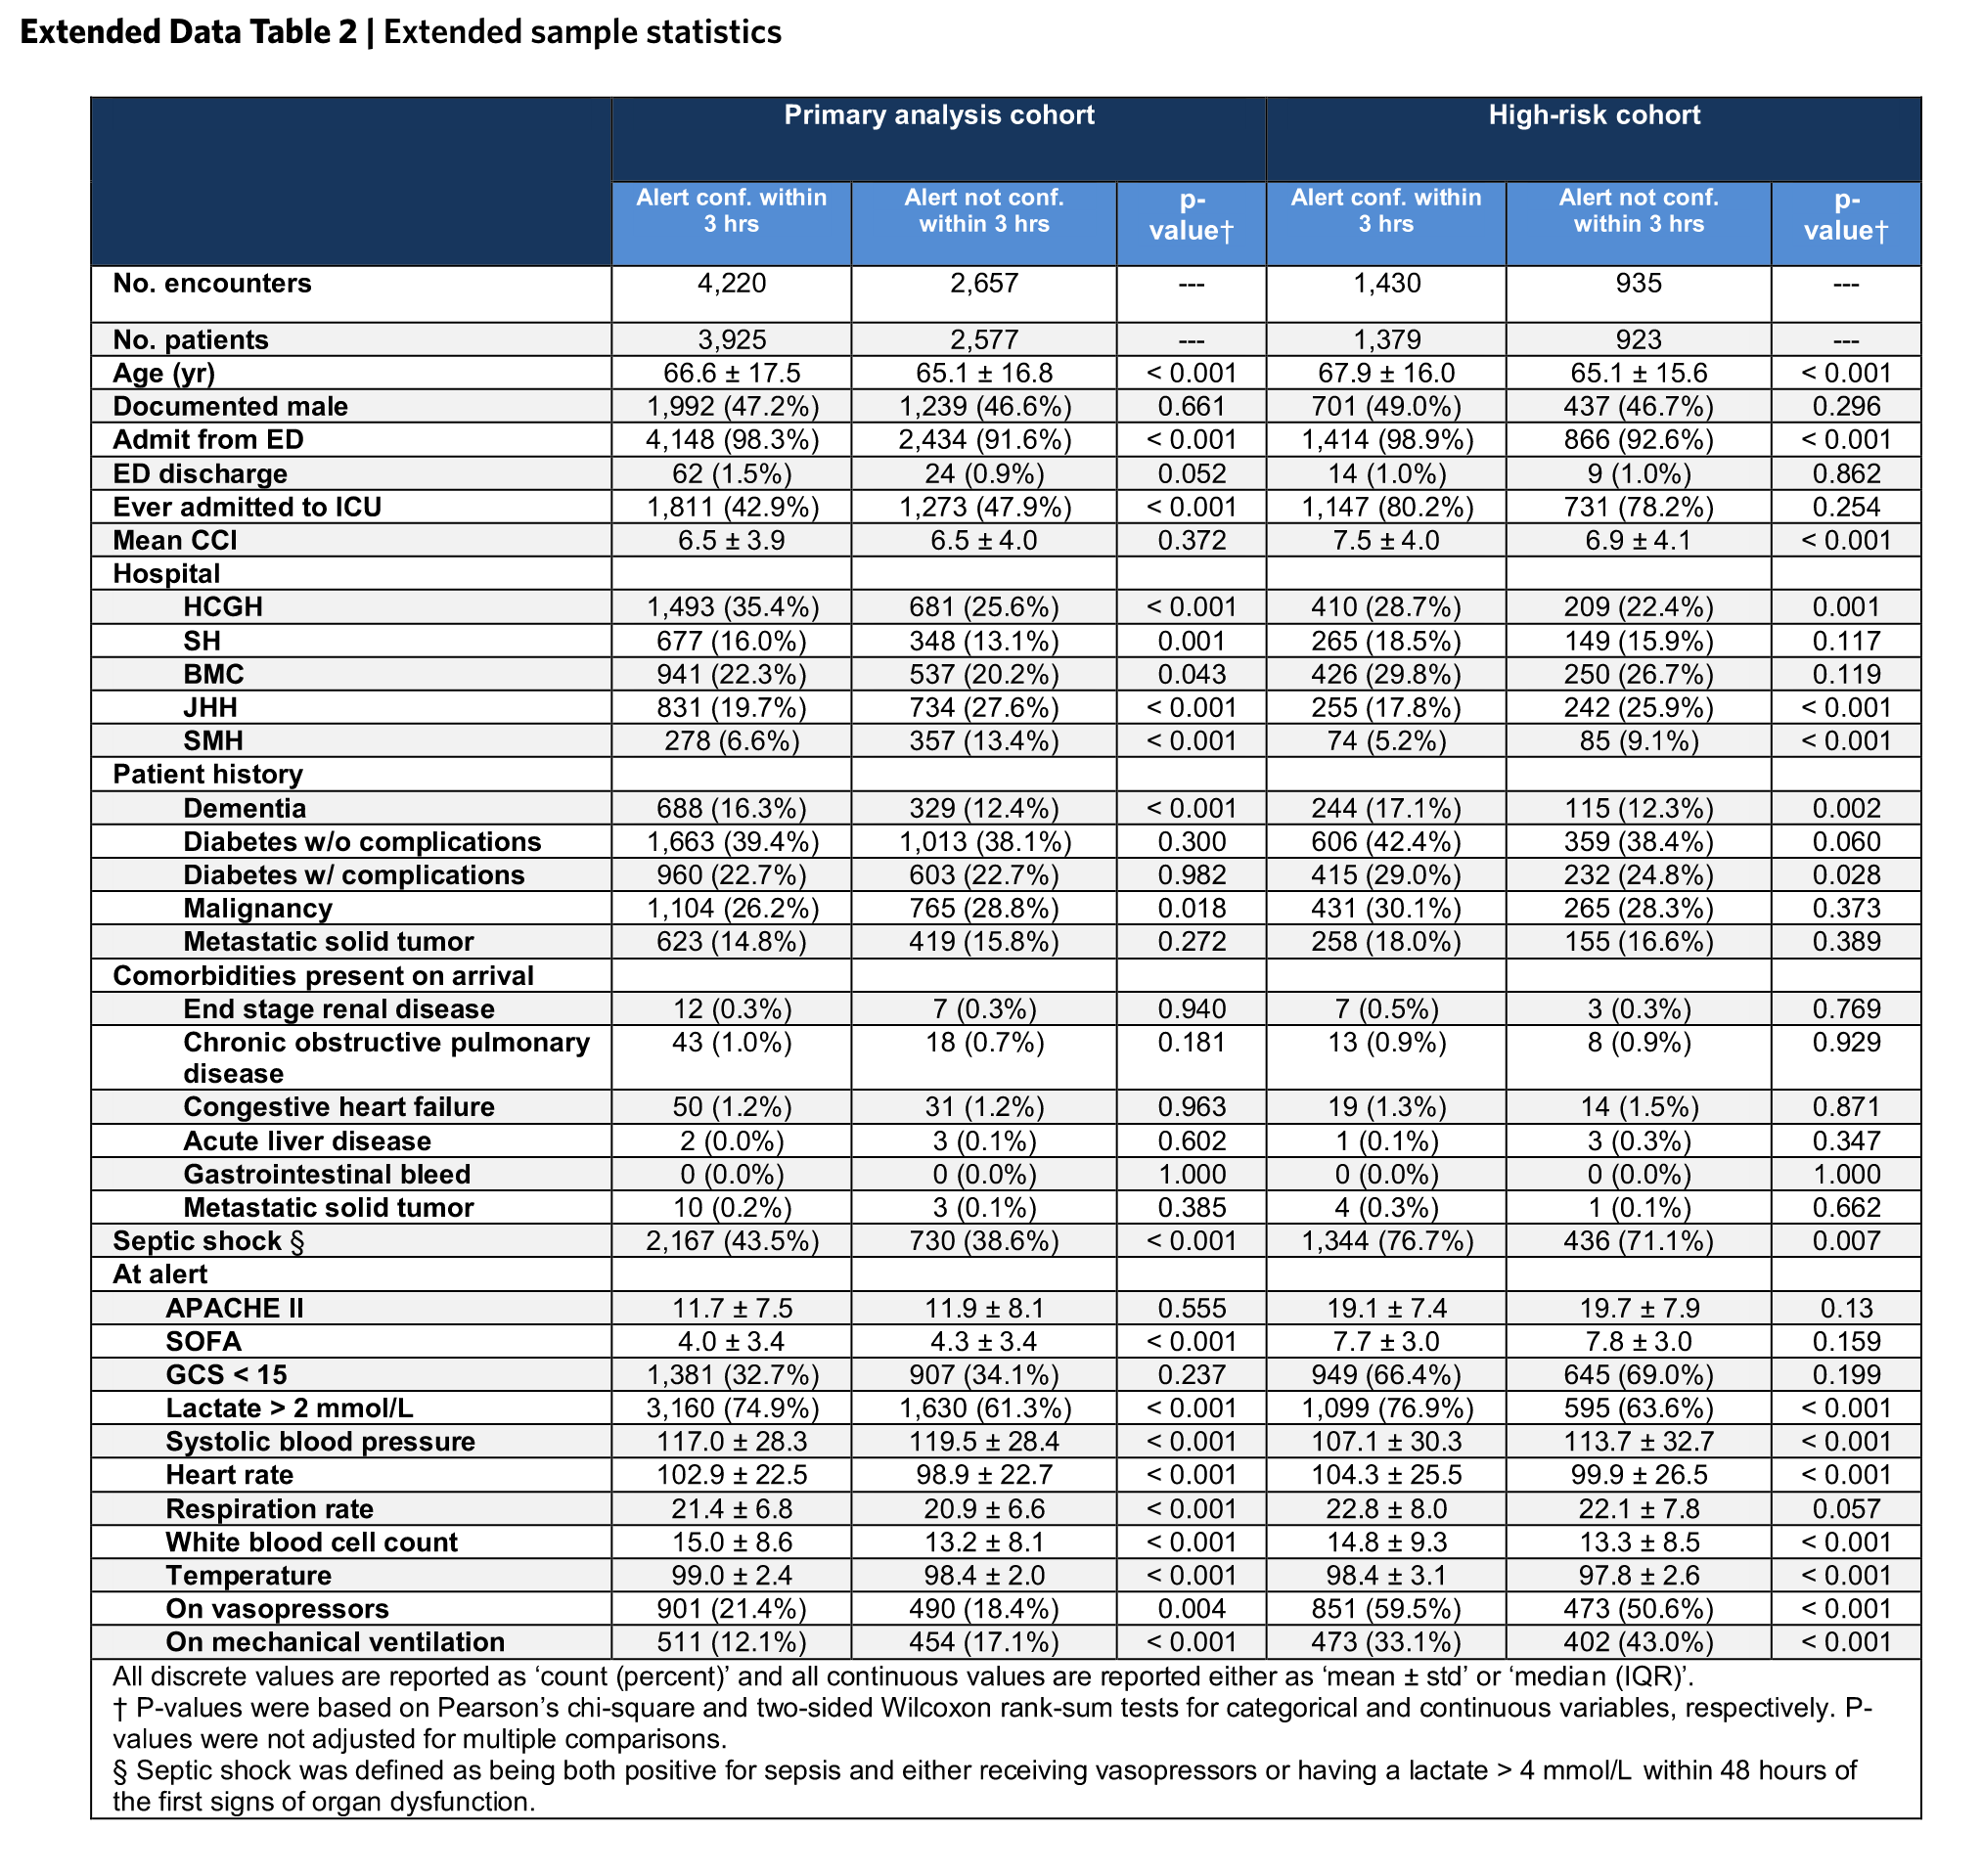 Extended Data Table 2 | Extended sample statistics
Primary analysis cohort High-risk cohort
Alert conf. within 3 hrs Alert not conf. within 3 hrs p-value† Alert conf. within 3 hrs Alert not conf. within 3 hrs p-value†
No. encounters 4,220 2,657 --- 1,430 935 ---
No. patients 3,925 2,577 --- 1,379 923 ---
Age (yr) 66.6 ± 17.5 65.1 ± 16.8 < 0.001 67.9 ± 16.0 65.1 ± 15.6 < 0.001
Documented male 1,992 (47.2%) 1,239 (46.6%) 0.661 701 (49.0%) 437 (46.7%) 0.296
Admit from ED 4,148 (98.3%) 2,434 (91.6%) < 0.001 1,414 (98.9%) 866 (92.6%) < 0.001
ED discharge 62 (1.5%) 24 (0.9%) 0.052 14 (1.0%) 9 (1.0%) 0.862
Ever admitted to ICU 1,811 (42.9%) 1,273 (47.9%) < 0.001 1,147 (80.2%) 731 (78.2%) 0.254
Mean CCI 6.5 ± 3.9 6.5 ± 4.0 0.372 7.5 ± 4.0 6.9 ± 4.1 < 0.001
Hospital
HCGH 1,493 (35.4%) 681 (25.6%) < 0.001 410 (28.7%) 209 (22.4%) 0.001
SH 677 (16.0%) 348 (13.1%) 0.001 265 (18.5%) 149 (15.9%) 0.117
BMC 941 (22.3%) 537 (20.2%) 0.043 426 (29.8%) 250 (26.7%) 0.119
JHH 831 (19.7%) 734 (27.6%) < 0.001 255 (17.8%) 242 (25.9%) < 0.001
SMH 278 (6.6%) 357 (13.4%) < 0.001 74 (5.2%) 85 (9.1%) < 0.001
Patient history
Dementia 688 (16.3%) 329 (12.4%) < 0.001 244 (17.1%) 115 (12.3%) 0.002
Diabetes w/o complications 1,663 (39.4%) 1,013 (38.1%) 0.300 606 (42.4%) 359 (38.4%) 0.060
Diabetes w/ complications 960 (22.7%) 603 (22.7%) 0.982 415 (29.0%) 232 (24.8%) 0.028
Malignancy 1,104 (26.2%) 765 (28.8%) 0.018 431 (30.1%) 265 (28.3%) 0.373
Metastatic solid tumor 623 (14.8%) 419 (15.8%) 0.272 258 (18.0%) 155 (16.6%) 0.389
Comorbidities present on arrival
End stage renal disease 12 (0.3%) 7 (0.3%) 0.940 7 (0.5%) 3 (0.3%) 0.769
Chronic obstructive pulmonary disease 43 (1.0%) 18 (0.7%) 0.181 13 (0.9%) 8 (0.9%) 0.929
Congestive heart failure 50 (1.2%) 31 (1.2%) 0.963 19 (1.3%) 14 (1.5%) 0.871
Acute liver disease 2 (0.0%) 3 (0.1%) 0.602 1 (0.1%) 3 (0.3%) 0.347
Gastrointestinal bleed 0 (0.0%) 0 (0.0%) 1.000 0 (0.0%) 0 (0.0%) 1.000
Metastatic solid tumor 10 (0.2%) 3 (0.1%) 0.385 4 (0.3%) 1 (0.1%) 0.662
Septic shock § 2,167 (43.5%) 730 (38.6%) < 0.001 1,344 (76.7%) 436 (71.1%) 0.007
At alert
APACHE II 11.7 ± 7.5 11.9 ± 8.1 0.555 19.1 ± 7.4 19.7 ± 7.9 0.13
SOFA 4.0 ± 3.4 4.3 ± 3.4 < 0.001 7.7 ± 3.0 7.8 ± 3.0 0.159
GCS < 15 1,381 (32.7%) 907 (34.1%) 0.237 949 (66.4%) 645 (69.0%) 0.199
Lactate > 2 mmol/L 3,160 (74.9%) 1,630 (61.3%) < 0.001 1,099 (76.9%) 595 (63.6%) < 0.001
Systolic blood pressure 117.0 ± 28.3 119.5 ± 28.4 < 0.001 107.1 ± 30.3 113.7 ± 32.7 < 0.001
Heart rate 102.9 ± 22.5 98.9 ± 22.7 < 0.001 104.3 ± 25.5 99.9 ± 26.5 < 0.001
Respiration rate 21.4 ± 6.8 20.9 ± 6.6 < 0.001 22.8 ± 8.0 22.1 ± 7.8 0.057
White blood cell count 15.0 ± 8.6 13.2 ± 8.1 < 0.001 14.8 ± 9.3 13.3 ± 8.5 < 0.001
Temperature 99.0 ± 2.4 98.4 ± 2.0 < 0.001 98.4 ± 3.1 97.8 ± 2.6 < 0.001
On vasopressors 901 (21.4%) 490 (18.4%) 0.004 851 (59.5%) 473 (50.6%) < 0.001
On mechanical ventilation 511 (12.1%) 454 (17.1%) < 0.001 473 (33.1%) 402 (43.0%) < 0.001
All discrete values are reported as ‘count (percent)’ and all continuous values are reported either as ‘mean ± std’ or ‘median (IQR)’.
† P-values were based on Pearson’s chi-square and two-sided Wilcoxon rank-sum tests for categorical and continuous variables, respectively. P-
values were not adjusted for multiple comparisons.
§ Septic shock was defined as being both positive for sepsis and either receiving vasopressors or having a lactate > 4 mmol/L within 48 hours of
the first signs of organ dysfunction.